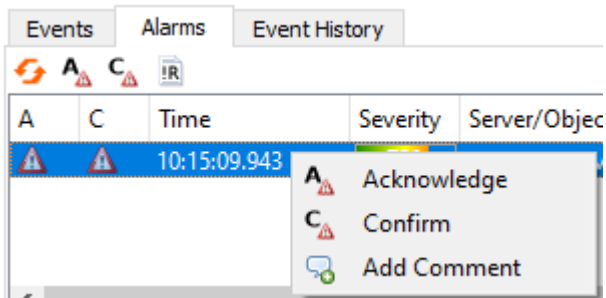 Events Alarms Event History
A C !R
A C Time Severity Server/Objec
10:15:09.943
A Acknowledge
C Confirm
Add Comment